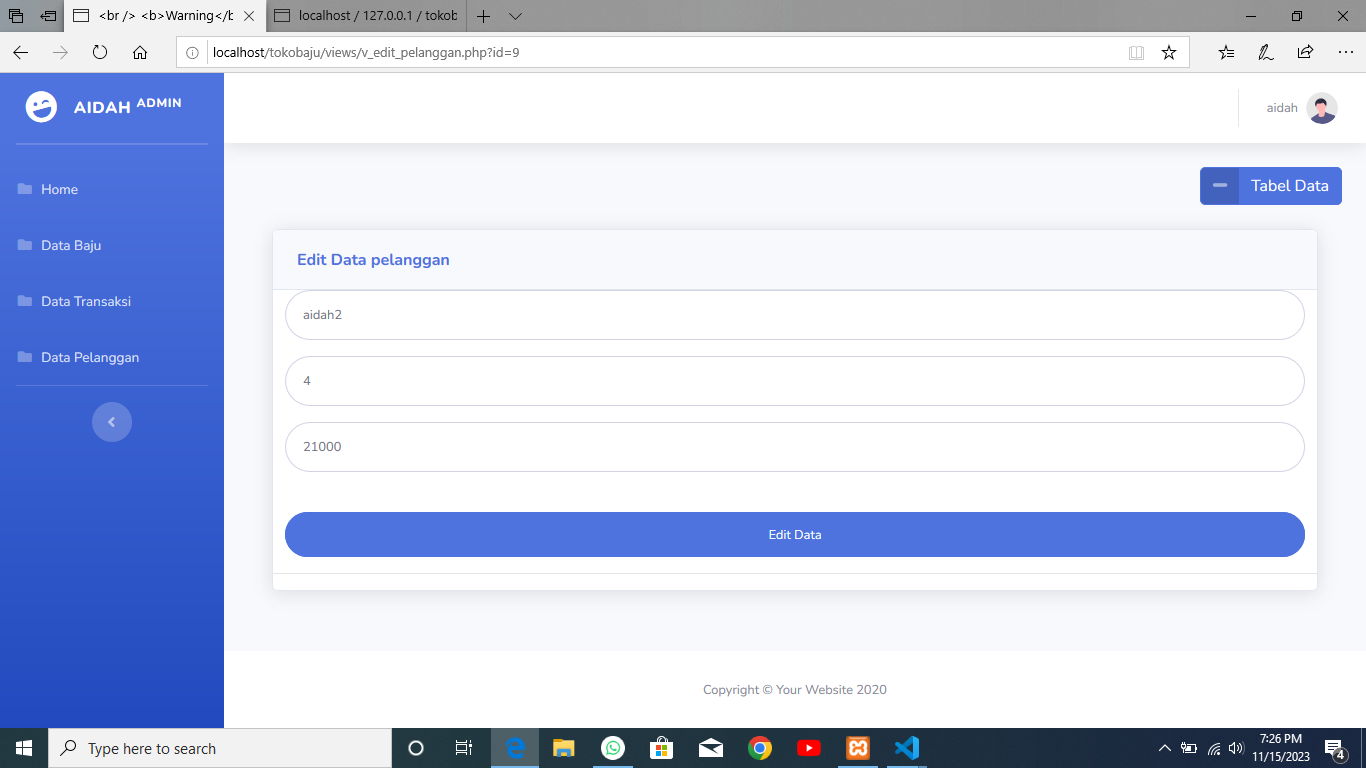 <br /> <b>Warning</b
localhost / 127.0.0.1 / tokob
localhost/tokobaju/views/v_edit_pelanggan.php?id=9
AIDAH ADMIN
aidah
Home
Data Baju
Data Transaksi
Data Pelanggan
Tabel Data
Edit Data pelanggan
aidah2
4
21000
Edit Data
Copyright © Your Website 2020
Type here to search
7:26 PM
11/15/2023
4